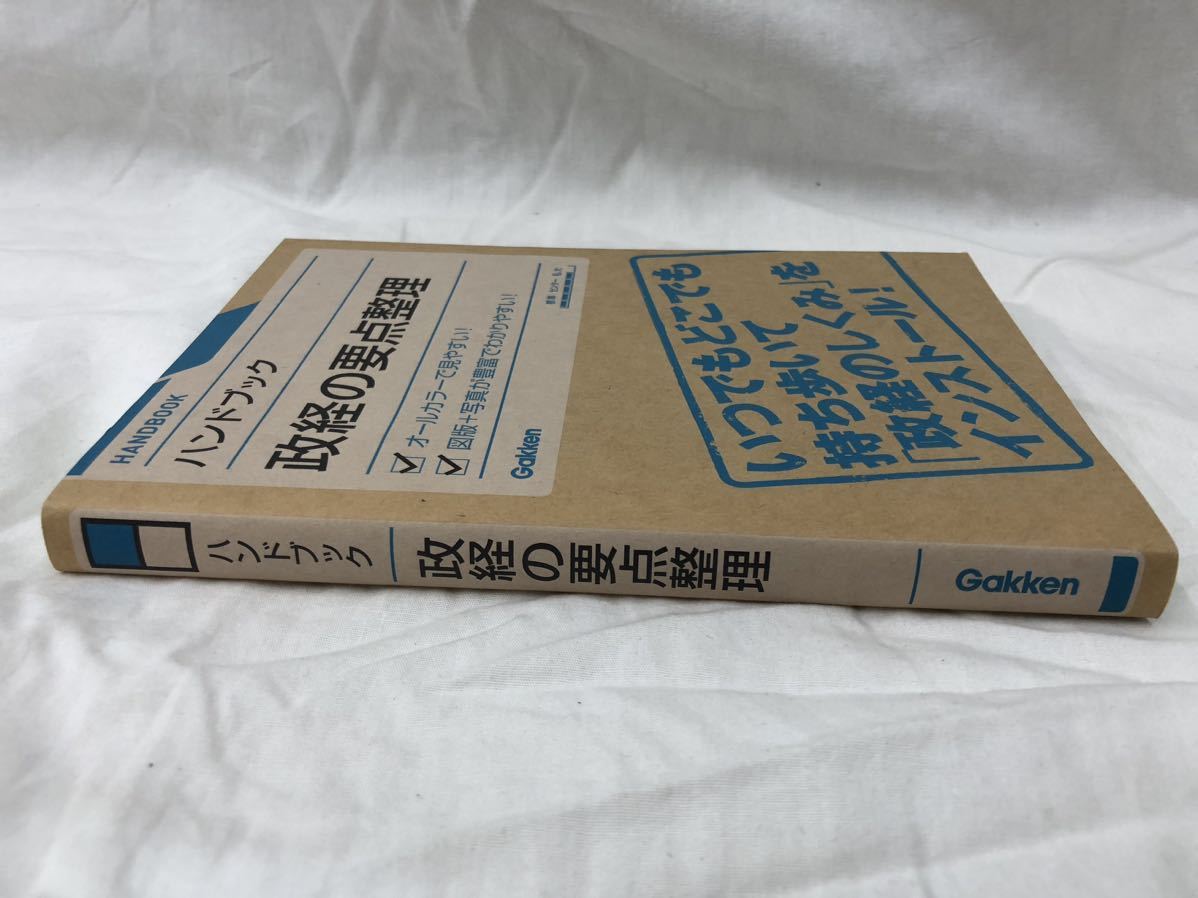 HANDBOOK
ハンドブック
政経の要点整理
オールカラーで見やすい!
図版+写真が豊富でわかりやすい!
Gakken
センター
いつでもどこでも
持ち歩いて
「政経のしくみ」を
インストール!
ハンドブック
政経の要点整理
Gakken